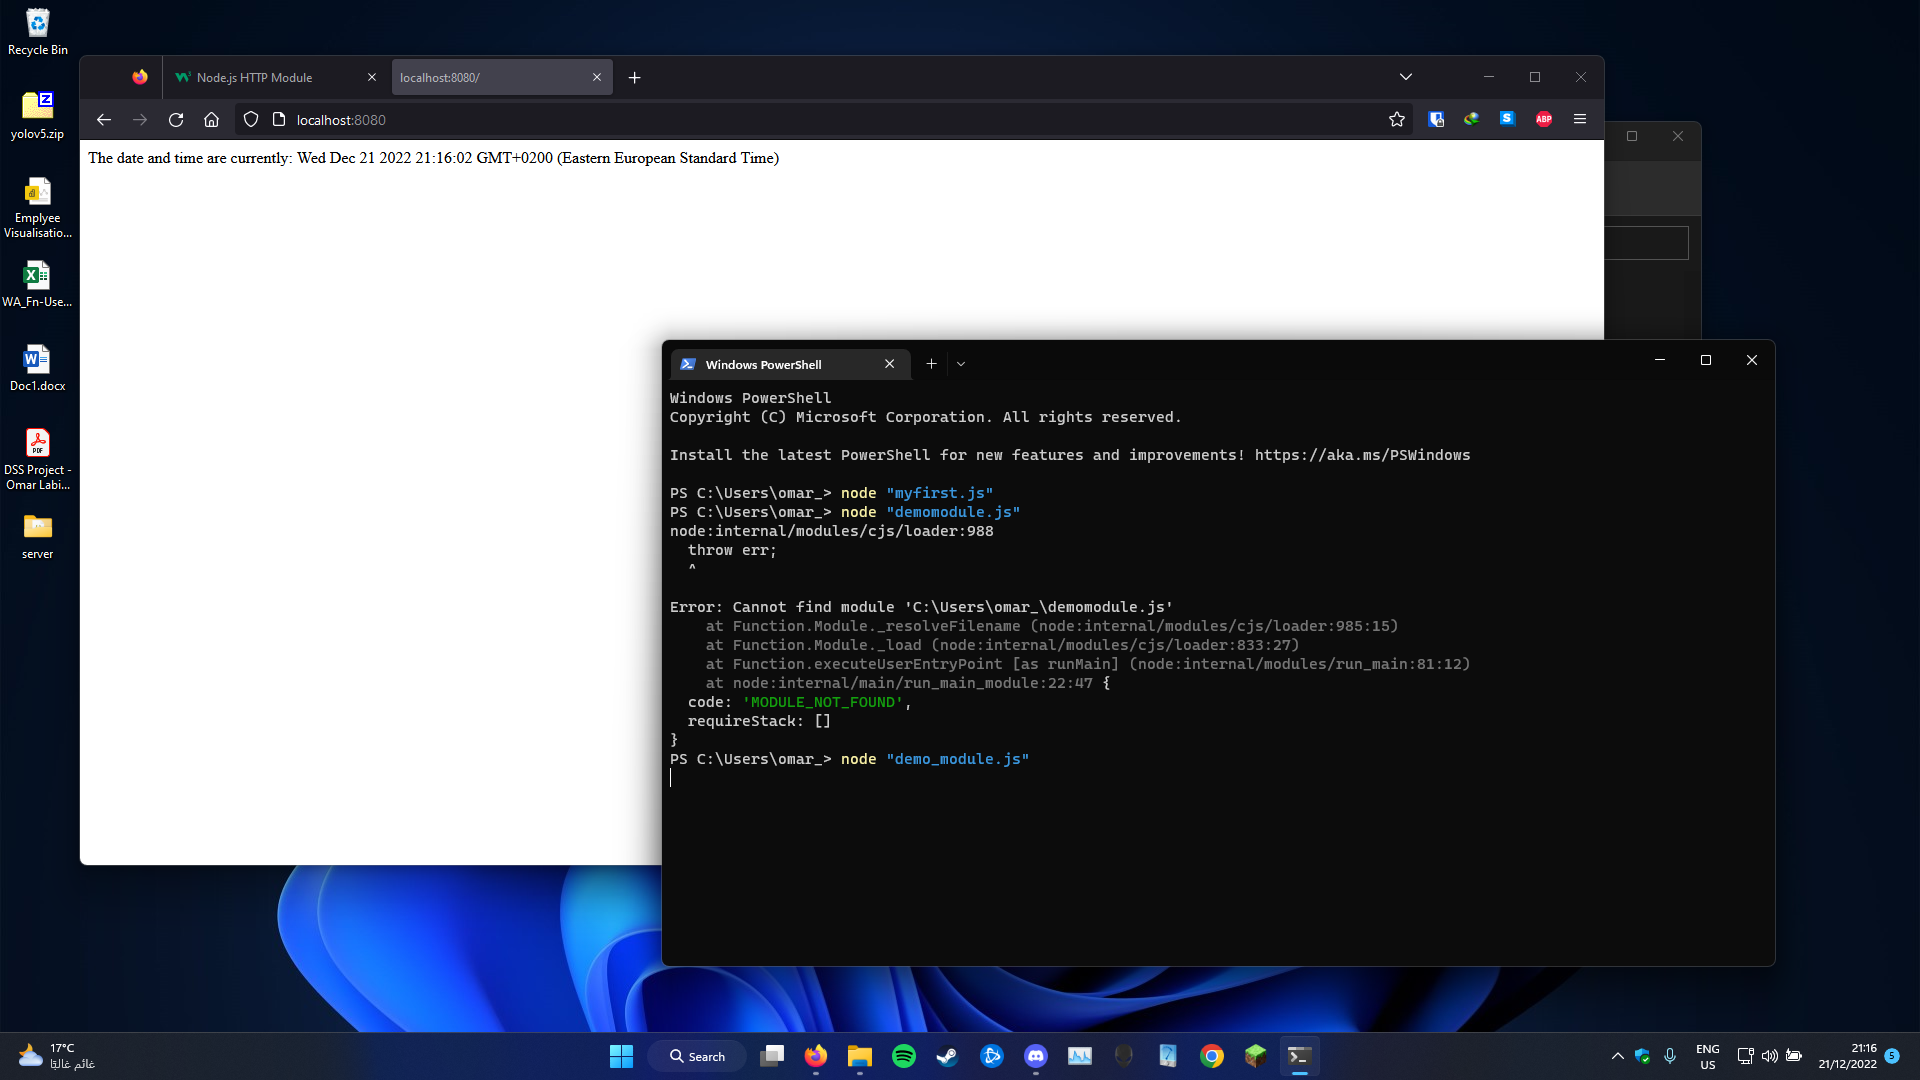 Recycle Bin
yolov5.zip
Emplyee
Visualisatio...
WA_Fn-Use...
Doc1.docx
DSS Project -
Omar Labi...
server
Node.js HTTP Module
localhost:8080/
localhost:8080
The date and time are currently: Wed Dec 21 2022 21:16:02 GMT+0200 (Eastern European Standard Time)
Windows PowerShell
Windows PowerShell
Copyright (C) Microsoft Corporation. All rights reserved.
Install the latest PowerShell for new features and improvements! https://aka.ms/PSWindows
PS C:\Users\omar_> node "myfirst.js"
PS C:\Users\omar_> node "demomodule.js"
node:internal/modules/cjs/loader:988
  throw err;
  ^
Error: Cannot find module 'C:\Users\omar_\demomodule.js'
    at Function.Module._resolveFilename (node:internal/modules/cjs/loader:985:15)
    at Function.Module._load (node:internal/modules/cjs/loader:833:27)
    at Function.executeUserEntryPoint [as runMain] (node:internal/modules/run_main:81:12)
    at node:internal/main/run_main_module:22:47 {
  code: 'MODULE_NOT_FOUND',
  requireStack: []
}
PS C:\Users\omar_> node "demo_module.js"
17°C
غائم غالبًا
Search
ENG
US
21:16
21/12/2022
5
ABP
PDF